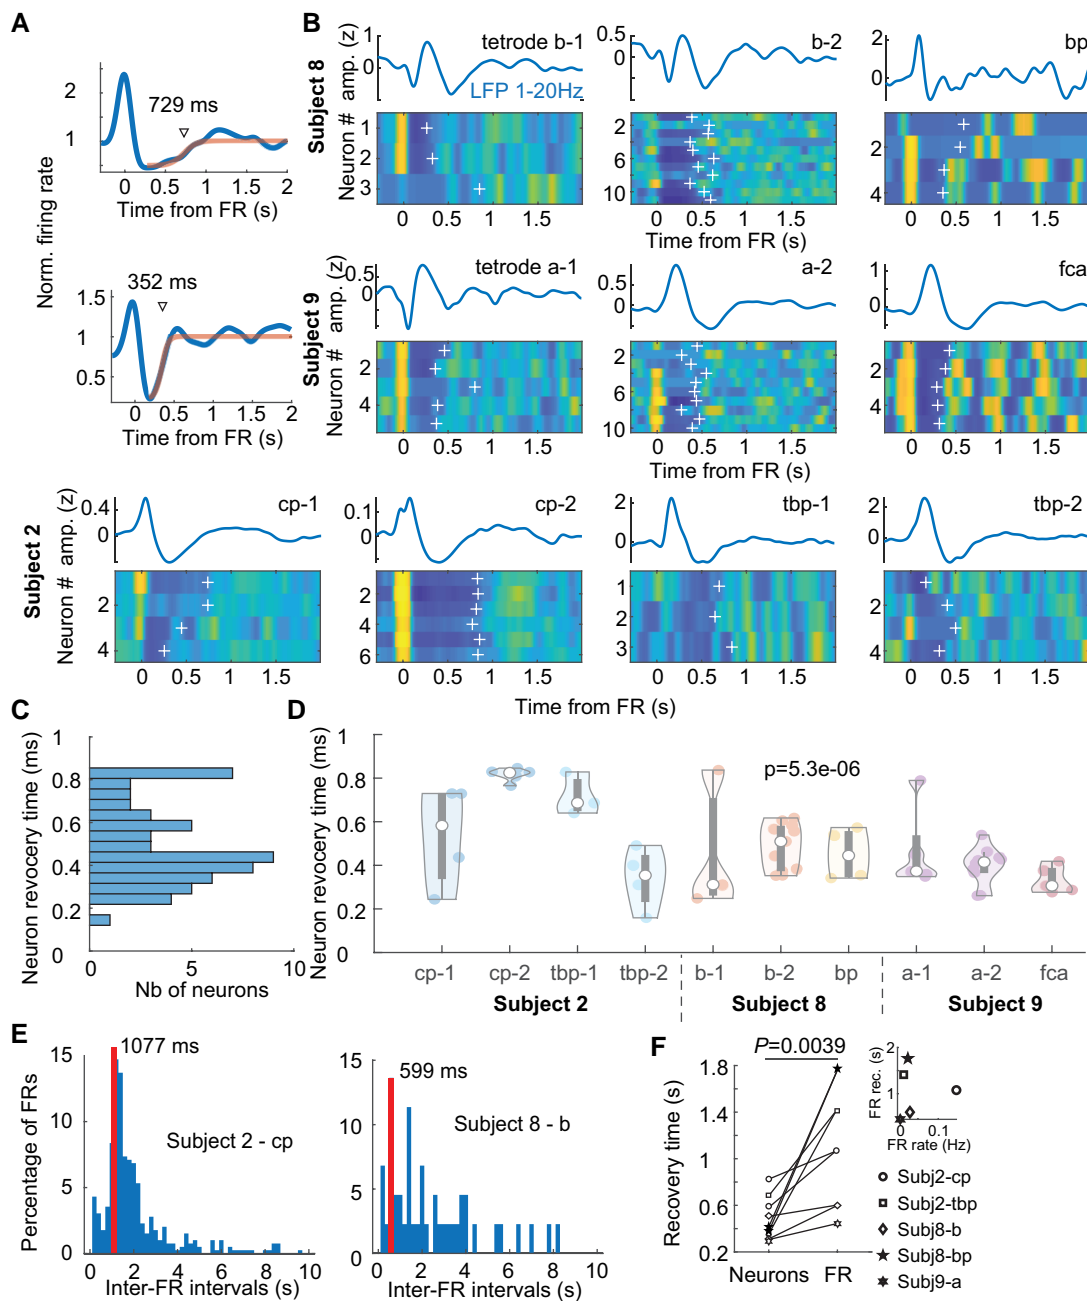 A
Norm. firing rate
2
1
729 ms
0
1
2
Time from FR (s)
352 ms
1.5
1
0.5
0
0.5
1
1.5
2
Time from FR (s)
B
Subject 8
amp. (z)
1
0
tetrode b-1
LFP 1-20Hz
Neuron #
1
2
3
0
0.5
1
1.5
0.5
0
b-2
2
4
6
8
10
0
0.5
1
1.5
Time from FR (s)
2
0
bp
2
4
0
0.5
1
1.5
Subject 9
amp. (z)
0.5
0
tetrode a-1
Neuron #
2
4
0
0.5
1
1.5
0.5
0
a-2
2
4
6
8
10
0
0.5
1
1.5
Time from FR (s)
1
0
fca
2
4
0
0.5
1
1.5
Subject 2
amp. (z)
0.4
0
cp-1
Neuron #
2
4
0
0.5
1
1.5
0.1
0
cp-2
2
4
6
0
0.5
1
1.5
2
0
tbp-1
1
2
3
0
0.5
1
1.5
2
0
tbp-2
2
4
0
0.5
1
1.5
Time from FR (s)
C
Neuron revocery time (ms)
1
0.8
0.6
0.4
0.2
0
0
5
10
Nb of neurons
D
Neuron revocery time (ms)
1
0.8
0.6
0.4
0.2
0
p=5.3e-06
cp-1
cp-2
tbp-1
tbp-2
b-1
b-2
bp
a-1
a-2
fca
Subject 2
Subject 8
Subject 9
E
Percentage of FRs
15
10
5
0
1077 ms
Subject 2 - cp
0
2
4
6
8
10
Inter-FR intervals (s)
15
10
5
0
599 ms
Subject 8 - b
0
2
4
6
8
10
Inter-FR intervals (s)
F
Recovery time (s)
1.8
1.4
1
0.6
0.2
P=0.0039
Neurons
FR
FR rec. (s)
2
1
0
0.1
FR rate (Hz)
Subj2-cp
Subj2-tbp
Subj8-b
Subj8-bp
Subj9-a